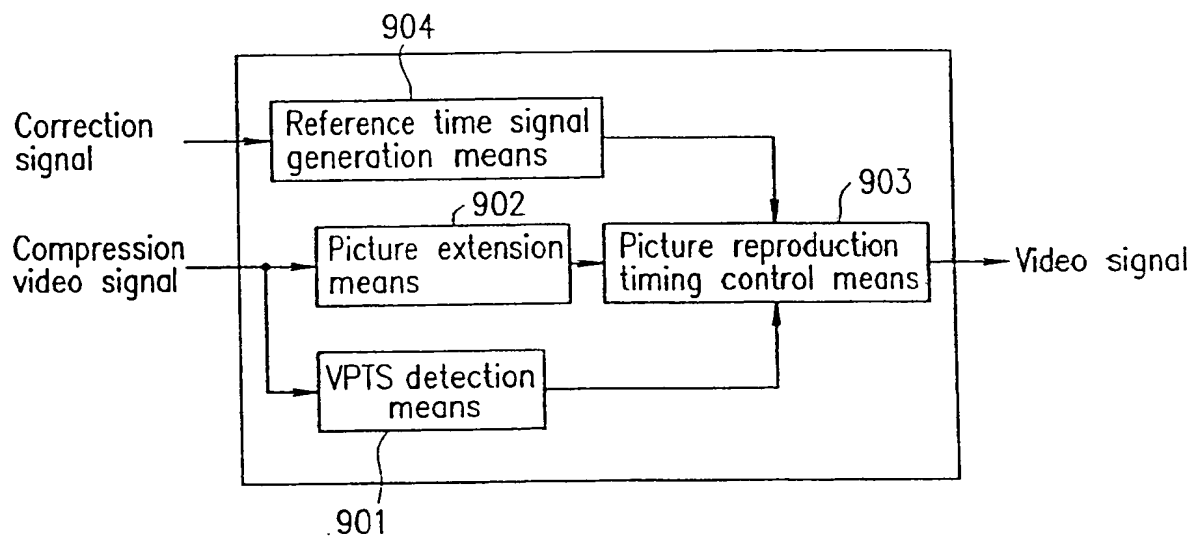 904
Correction
signal
Reference time signal
generation means
902
903
Compression
video signal
Picture extension
means
Picture reproduction
timing control means
Video signal
VPTS detection
means
901